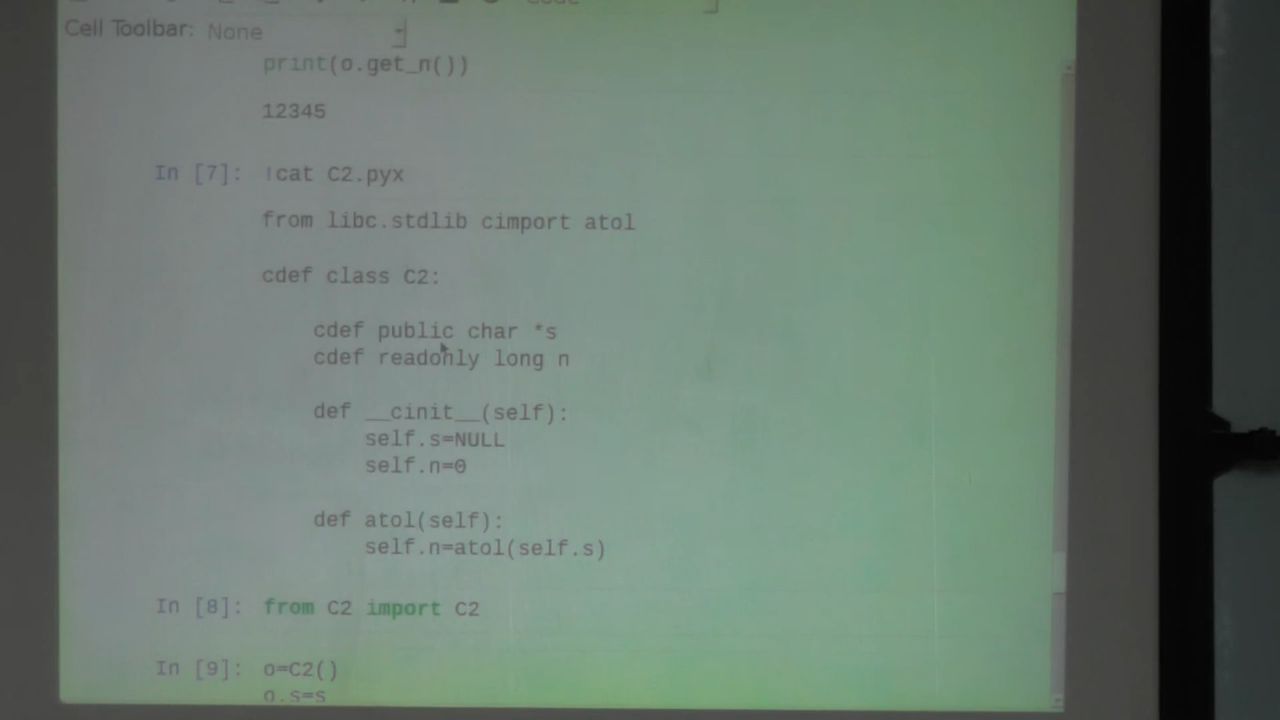 Cell Toolbar: None
print(o.get_n())
12345
In [7]: !cat C2.pyx
from libc.stdlib cimport atol
cdef class C2:
cdef public char *s
cdef readonly long n
def __cinit__(self):
self.s=NULL
self.n=0
def atol(self):
self.n=atol(self.s)
In [8]: from C2 import C2
In [9]: o=C2()
o.s=s